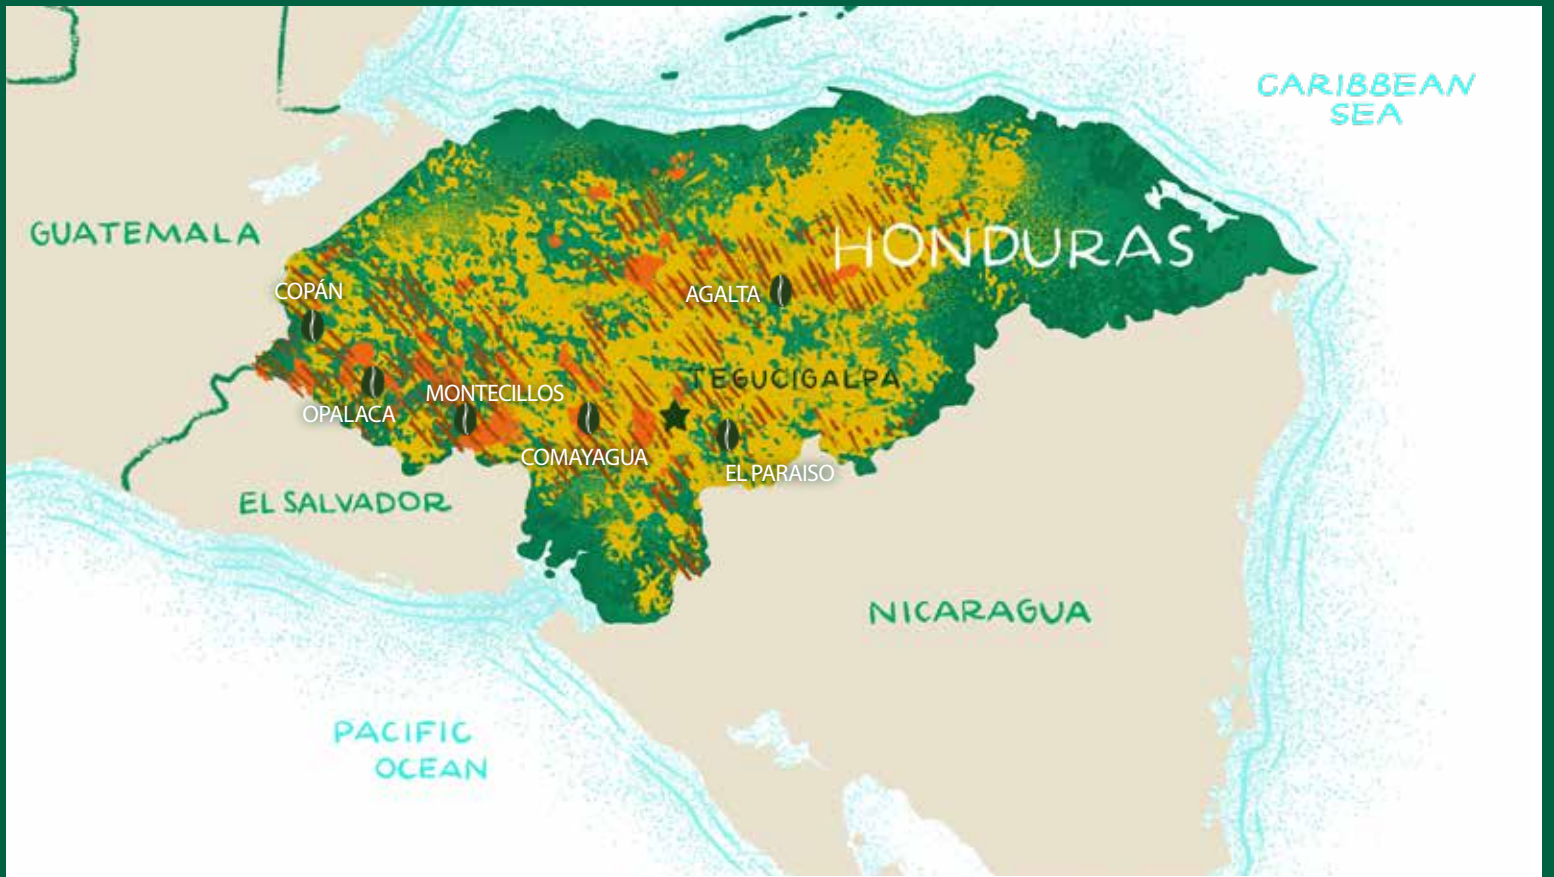 CARIBBEAN
SEA
GUATEMALA
HONDURAS
COPÁN
AGALTA
TEGUCIGALPA
MONTECILLOS
OPALACA
COMAYAGUA
EL PARAISO
EL SALVADOR
NICARAGUA
PACIFIC
OCEAN